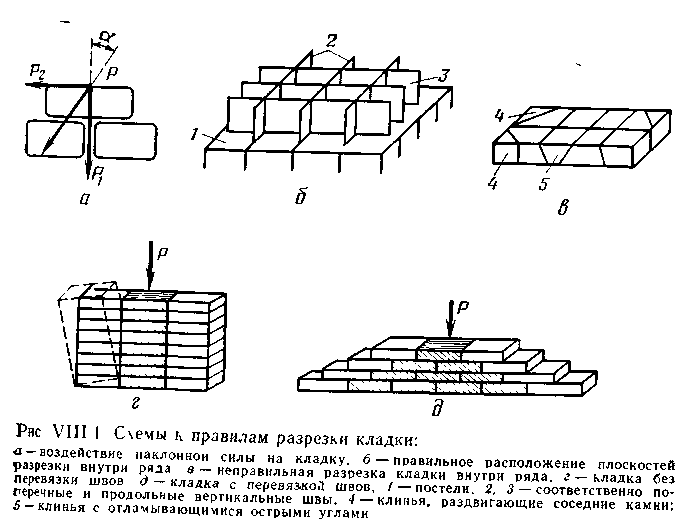 P₂
P
P₁
а
2
3
1
б
4
4
5
в
P
г
P
д
Рис VIII 1 Схемы к правилам разрезки кладки:
а — воздействие наклонной силы на кладку, б — правильное расположение плоскостей
разрезки внутри ряда в — неправильная разрезка кладки внутри ряда, г — кладка без
перевязки швов д — кладка с перевязкой швов, 1 — постели, 2, 3 — соответственно по-
перечные и продольные вертикальные швы, 4 — клинья, раздвигающие соседние камни;
5 — клинья с отламывающимися острыми углами